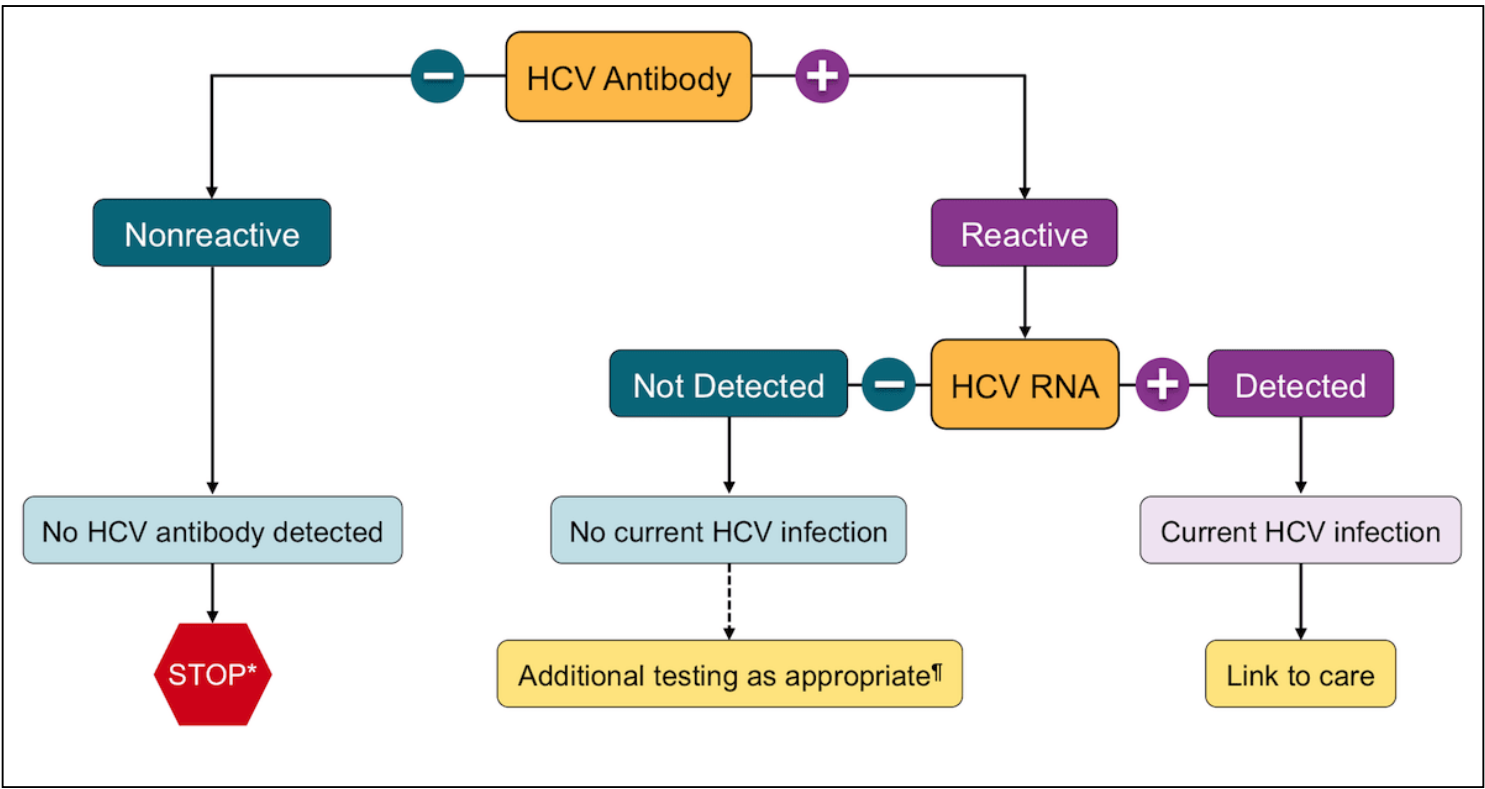 HCV Antibody
Nonreactive
Reactive
Not Detected
HCV RNA
Detected
No HCV antibody detected
No current HCV infection
Current HCV infection
STOP*
Additional testing as appropriate¶
Link to care